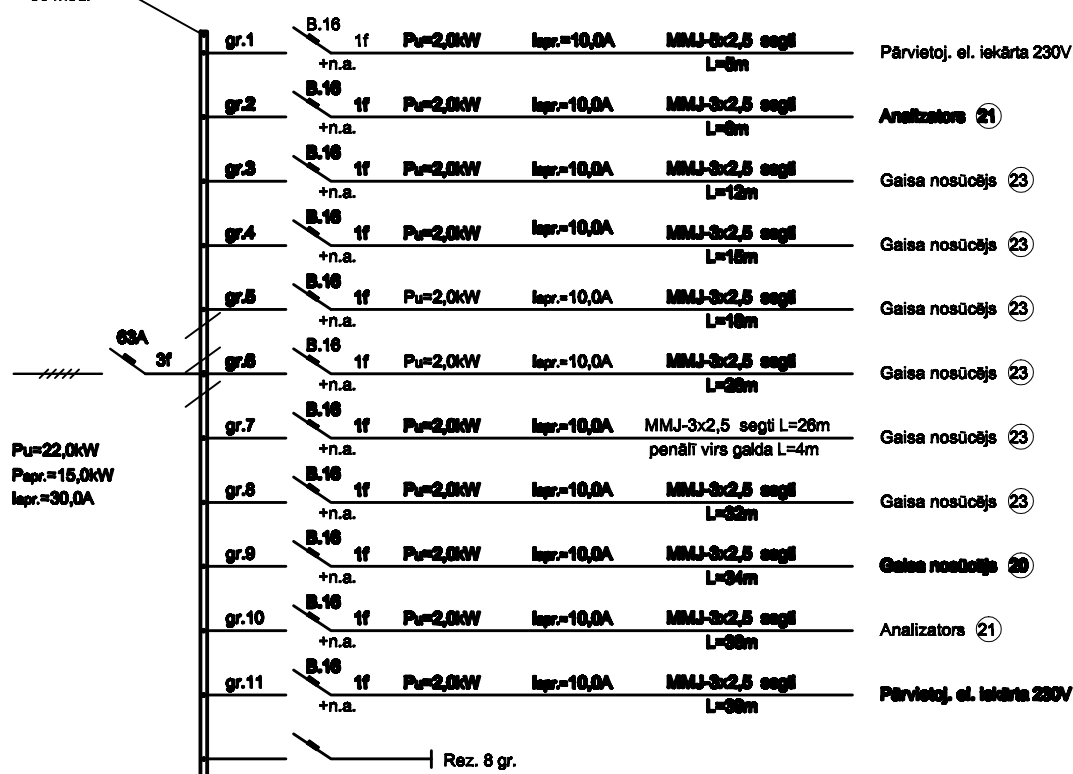 gr.1 B.16 1f Pu=2,0kW Iapr.=10,0A MMJ-5x2,5 segti Pārvietoj. el. iekārta 230V
+n.a. L=5m
gr.2 B.16 1f Pu=2,0kW Iapr.=10,0A MMJ-3x2,5 segti Analizators 21
+n.a.
gr.3 B.16 1f Pu=2,0kW Iapr.=10,0A MMJ-3x2,5 segti Gaisa nosūcējs 23
+n.a. L=12m
gr.4 B.16 1f Pu=2,0kW Iapr.=10,0A MMJ-3x2,5 segti Gaisa nosūcējs 23
+n.a. L=15m
gr.5 B.16 1f Pu=2,0kW Iapr.=10,0A MMJ-3x2,5 segti Gaisa nosūcējs 23
+n.a. L=18m
63A 3f
gr.6 B.16 1f Pu=2,0kW Iapr.=10,0A MMJ-3x2,5 segti Gaisa nosūcējs 23
+n.a.
gr.7 B.16 1f Pu=2,0kW Iapr.=10,0A MMJ-3x2,5 segti L=26m Gaisa nosūcējs 23
+n.a. penālī virs galda L=4m
Pu=22,0kW
Papr.=15,0kW
Iapr.=30,0A
gr.8 B.16 1f Pu=2,0kW Iapr.=10,0A MMJ-3x2,5 segti Gaisa nosūcējs 23
+n.a. L=32m
gr.9 B.16 1f Pu=2,0kW Iapr.=10,0A MMJ-3x2,5 segti Gaisa nosūcējs 20
+n.a. L=34m
gr.10 B.16 1f Pu=2,0kW Iapr.=10,0A MMJ-3x2,5 segti Analizators 21
+n.a.
gr.11 B.16 1f Pu=2,0kW Iapr.=10,0A MMJ-3x2,5 segti Pārvietoj. el. iekārta 230V
+n.a.
Rez. 8 gr.